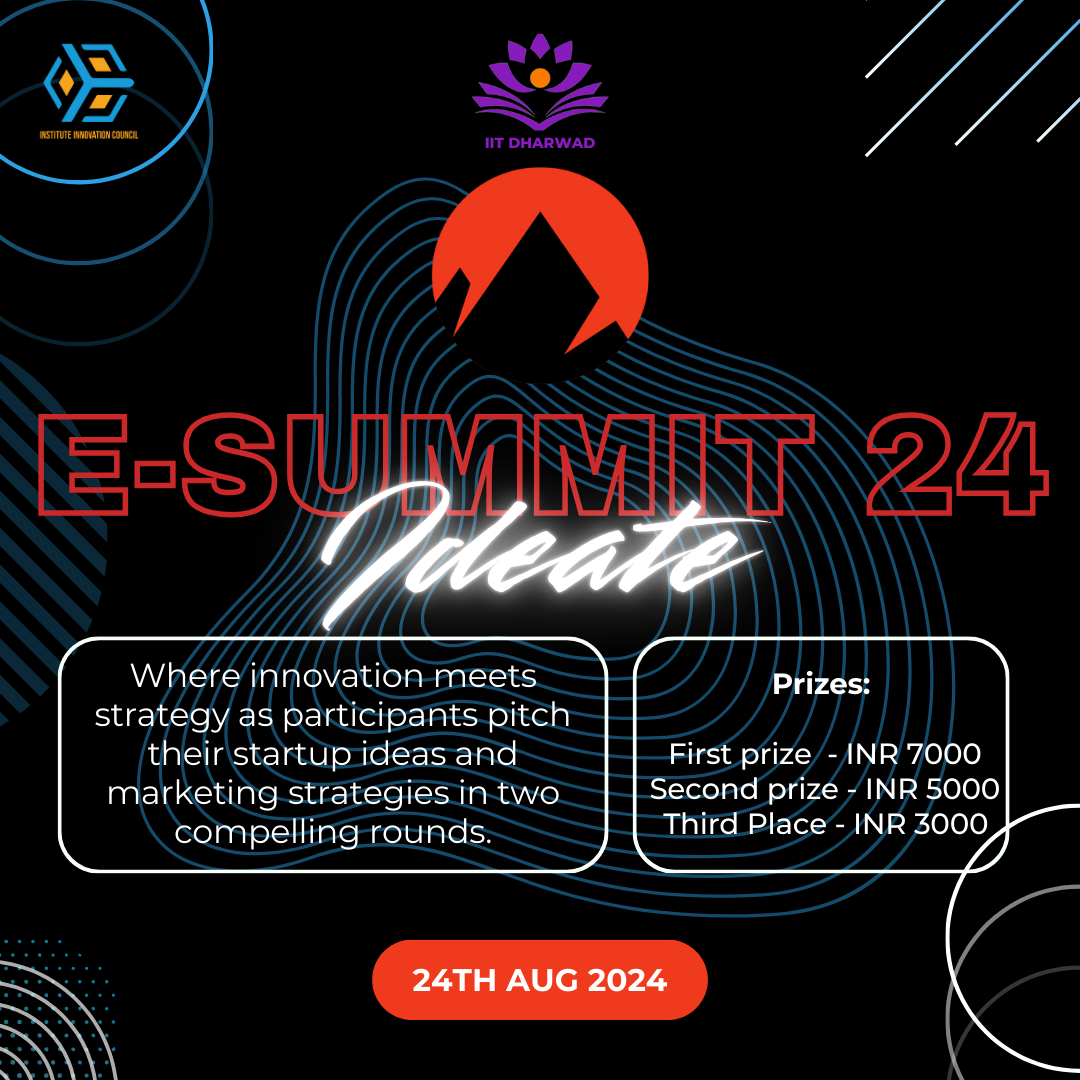 INSTITUTE INNOVATION COUNCIL
IIT DHARWAD
E-SUMMIT 24
Ideate
Where innovation meets
strategy as participants pitch
their startup ideas and
marketing strategies in two
compelling rounds.
Prizes:
First prize - INR 7000
Second prize - INR 5000
Third Place - INR 3000
24TH AUG 2024